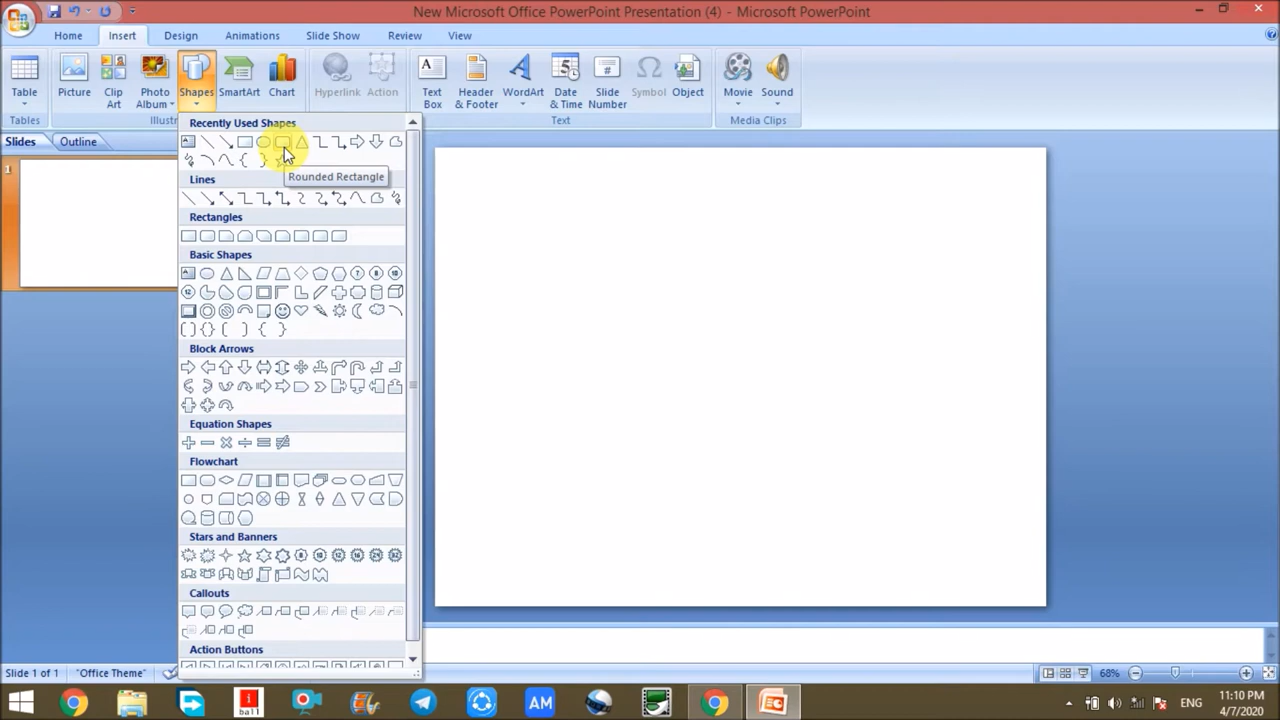 New Microsoft Office PowerPoint Presentation (4) - Microsoft PowerPoint
Home Insert Design Animations Slide Show Review View
Table Picture Clip Art Photo Album Shapes SmartArt Chart Hyperlink Action Text Box Header & Footer WordArt Date & Time Slide Number Symbol Object Movie Sound
Tables Illustr Text Media Clips
Recently Used Shapes
Slides Outline
1
Rounded Rectangle
Lines
Rectangles
Basic Shapes
Block Arrows
Equation Shapes
Flowchart
Stars and Banners
Callouts
Action Buttons
Slide 1 of 1 "Office Theme" 68%
i ball AM ENG 11:10 PM
4/7/2020